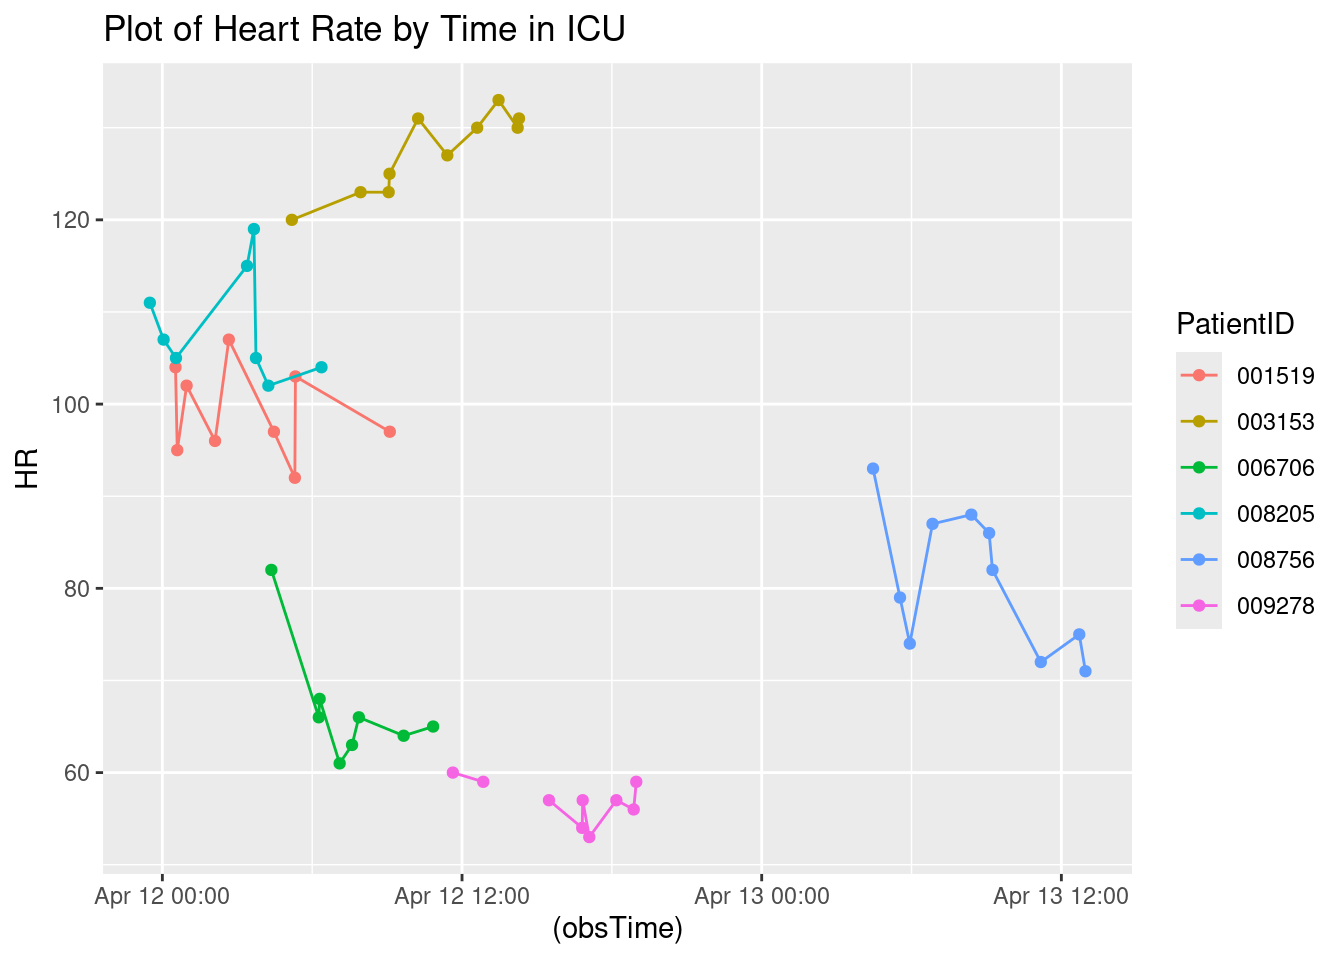 Plot of Heart Rate by Time in ICU
120
100
80
60
HR
Apr 12 00:00
Apr 12 12:00
Apr 13 00:00
Apr 13 12:00
(obsTime)
PatientID
001519
003153
006706
008205
008756
009278